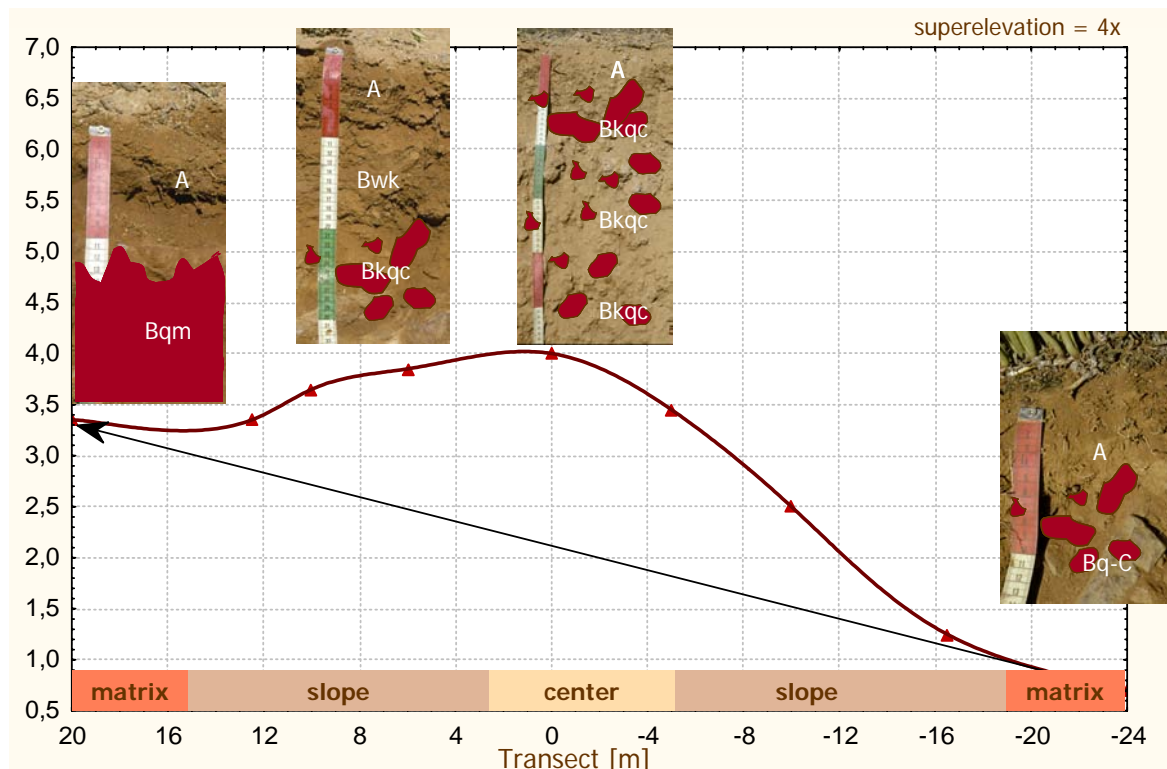 superelevation = 4x
7,0
6,5
6,0
5,5
5,0
4,5
4,0
3,5
3,0
2,5
2,0
1,5
1,0
0,5
A
Bqm
A
Bwk
Bkqc
A
Bkqc
Bkqc
Bkqc
A
Bq-C
matrix slope center slope matrix
20 16 12 8 4 0 -4 -8 -12 -16 -20 -24
Transect [m]